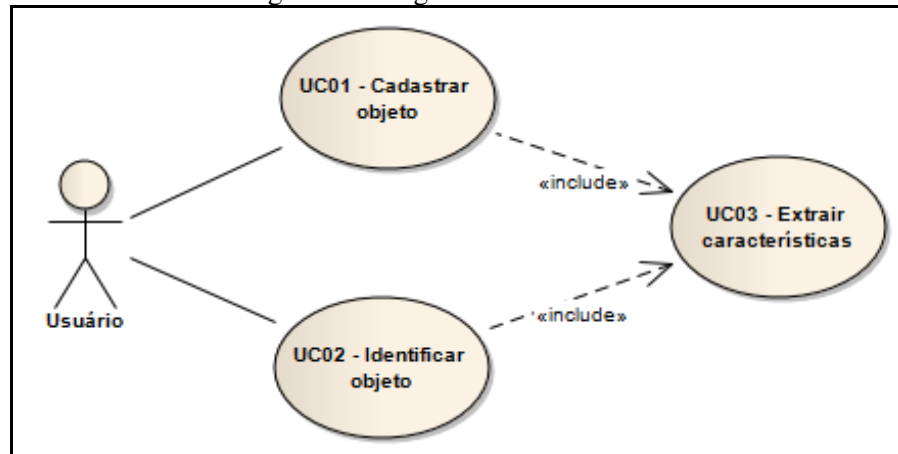 UC01 - Cadastrar
objeto
«include»
UC03 - Extrair
características
Usuário
«include»
UC02 - Identificar
objeto